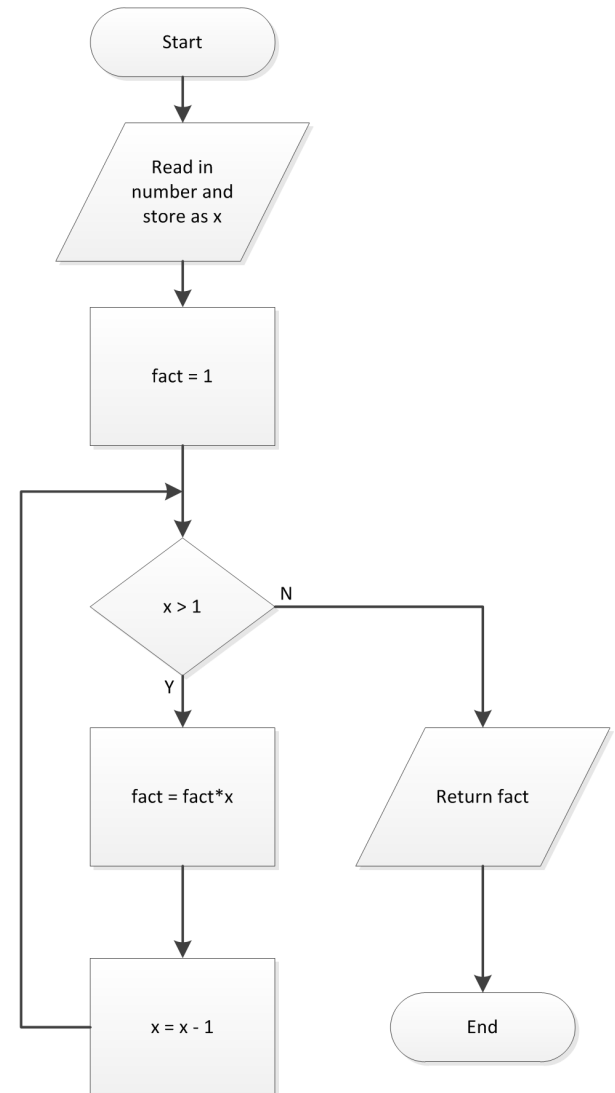 Start
Read in
number and
store as x
fact = 1
x > 1
N
Y
fact = fact*x
Return fact
x = x - 1
End